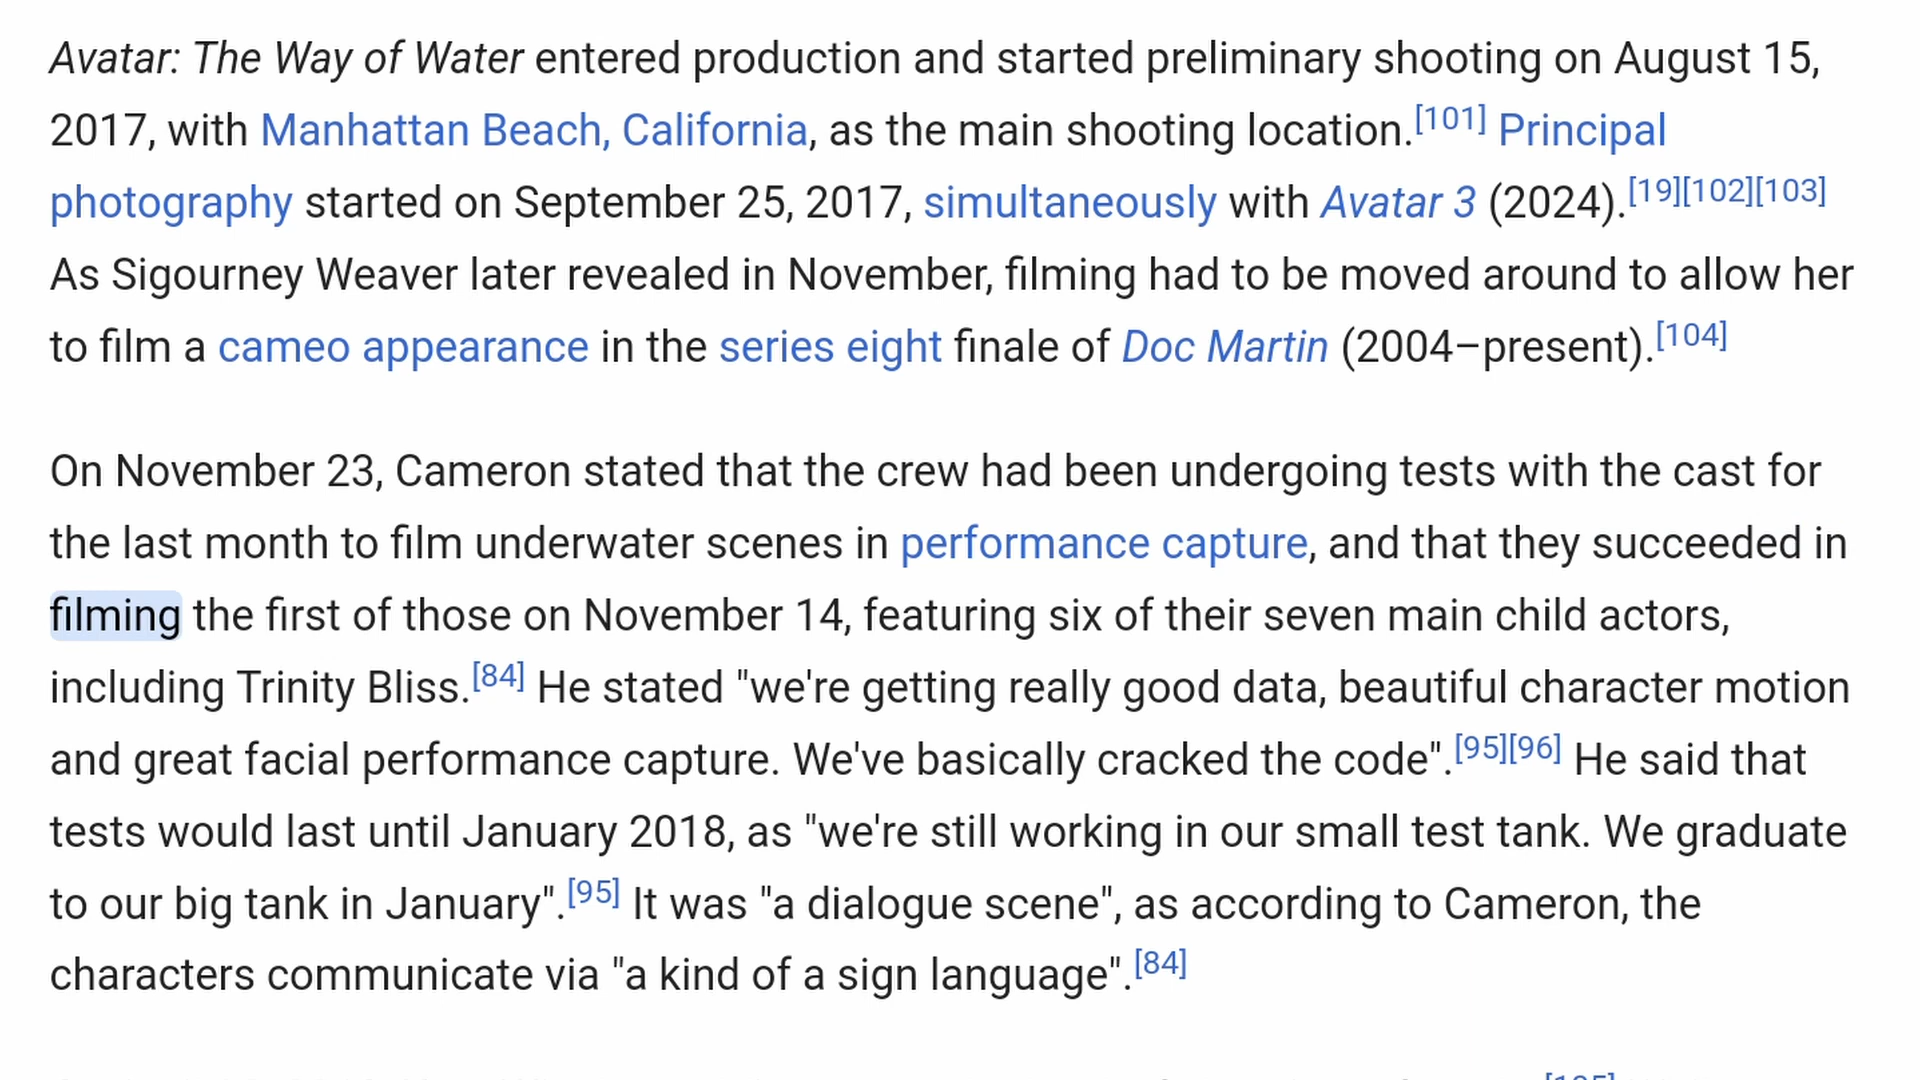 Avatar: The Way of Water entered production and started preliminary shooting on August 15,
2017, with Manhattan Beach, California, as the main shooting location.[101] Principal
photography started on September 25, 2017, simultaneously with Avatar 3 (2024).[19][102][103]
As Sigourney Weaver later revealed in November, filming had to be moved around to allow her
to film a cameo appearance in the series eight finale of Doc Martin (2004–present).[104]
On November 23, Cameron stated that the crew had been undergoing tests with the cast for
the last month to film underwater scenes in performance capture, and that they succeeded in
filming the first of those on November 14, featuring six of their seven main child actors,
including Trinity Bliss.[84] He stated "we're getting really good data, beautiful character motion
and great facial performance capture. We've basically cracked the code".[95][96] He said that
tests would last until January 2018, as "we're still working in our small test tank. We graduate
to our big tank in January".[95] It was "a dialogue scene", as according to Cameron, the
characters communicate via "a kind of a sign language".[84]